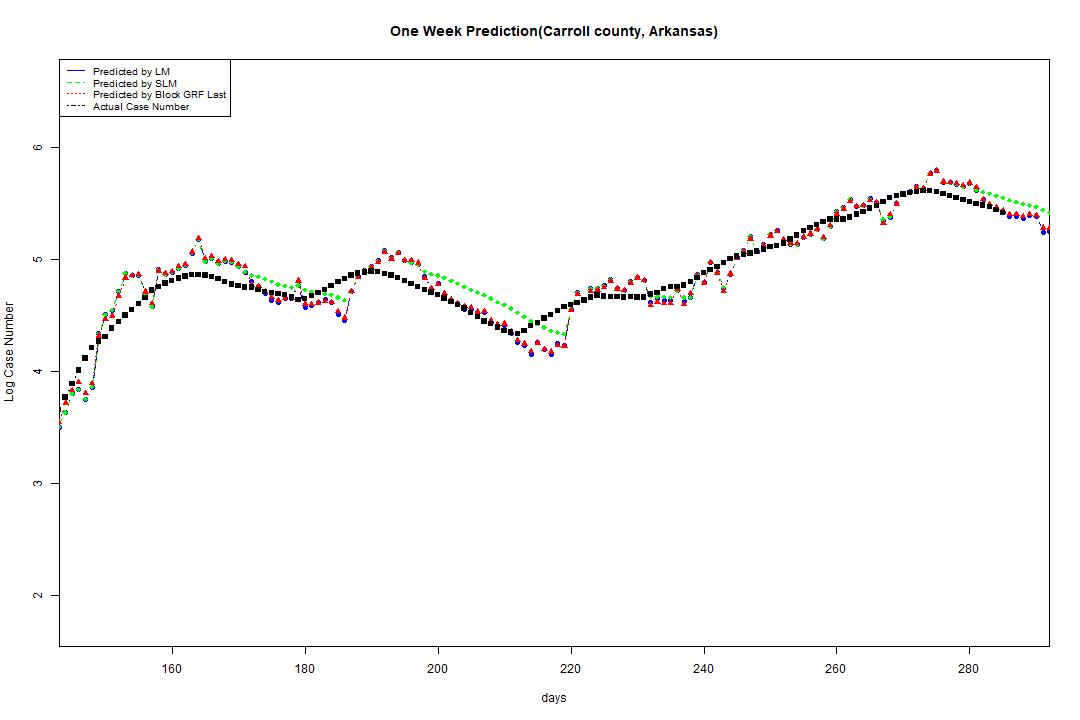 One Week Prediction(Carroll county, Arkansas)
Predicted by LM
Predicted by SLM
Predicted by Block GRF Last
Actual Case Number
6
5
4
3
2
Log Case Number
160 180 200 220 240 260 280
days